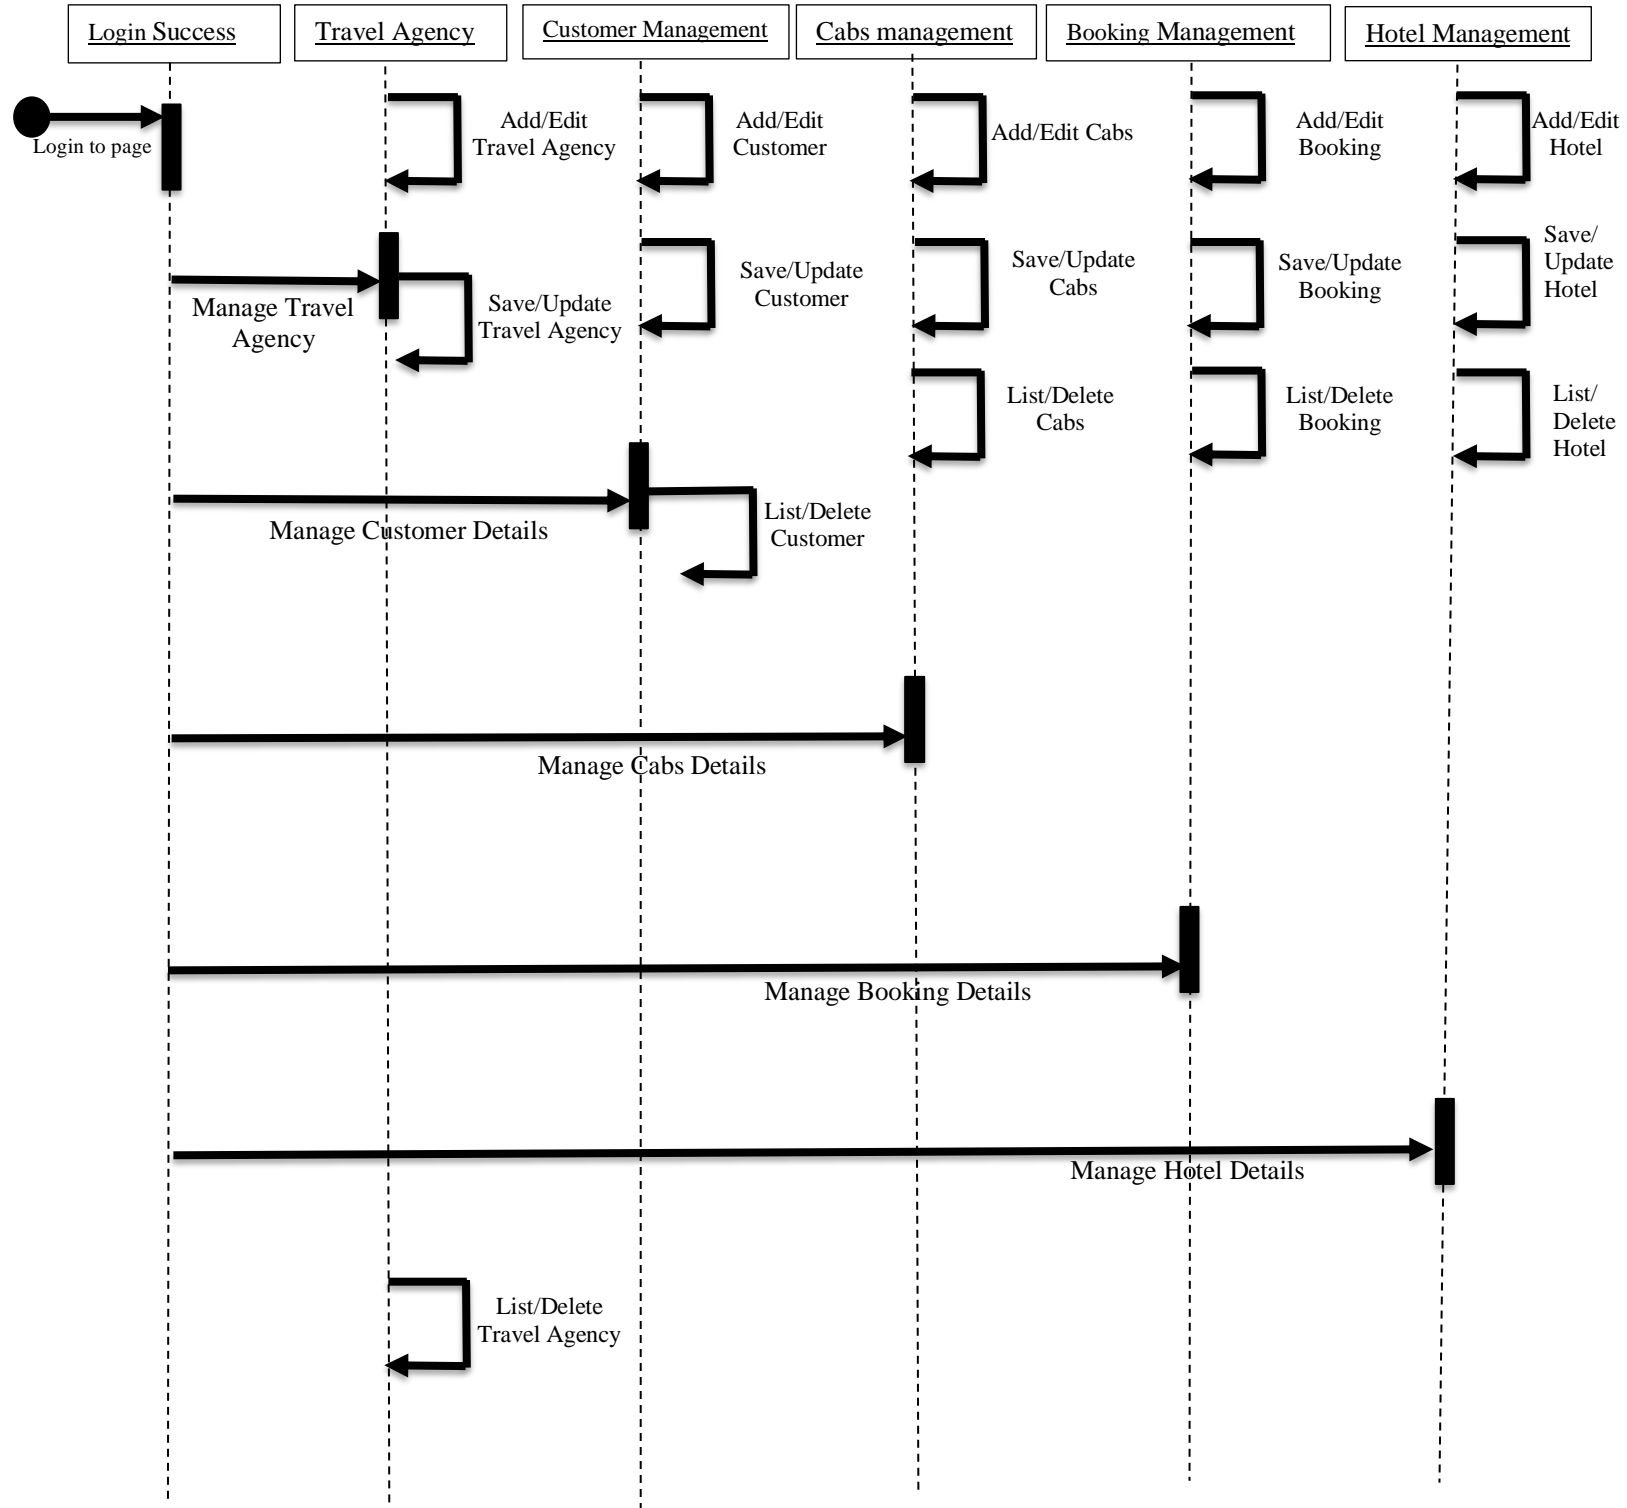 Login Success
Travel Agency
Customer Management
Cabs management
Booking Management
Hotel Management
Login to page
Add/Edit
Travel Agency
Add/Edit
Customer
Add/Edit Cabs
Add/Edit
Booking
Add/Edit
Hotel
Manage Travel
Agency
Save/Update
Travel Agency
Save/Update
Customer
Save/Update
Cabs
Save/Update
Booking
Save/
Update
Hotel
List/Delete
Cabs
List/Delete
Booking
List/
Delete
Hotel
Manage Customer Details
List/Delete
Customer
Manage Cabs Details
Manage Booking Details
Manage Hotel Details
List/Delete
Travel Agency